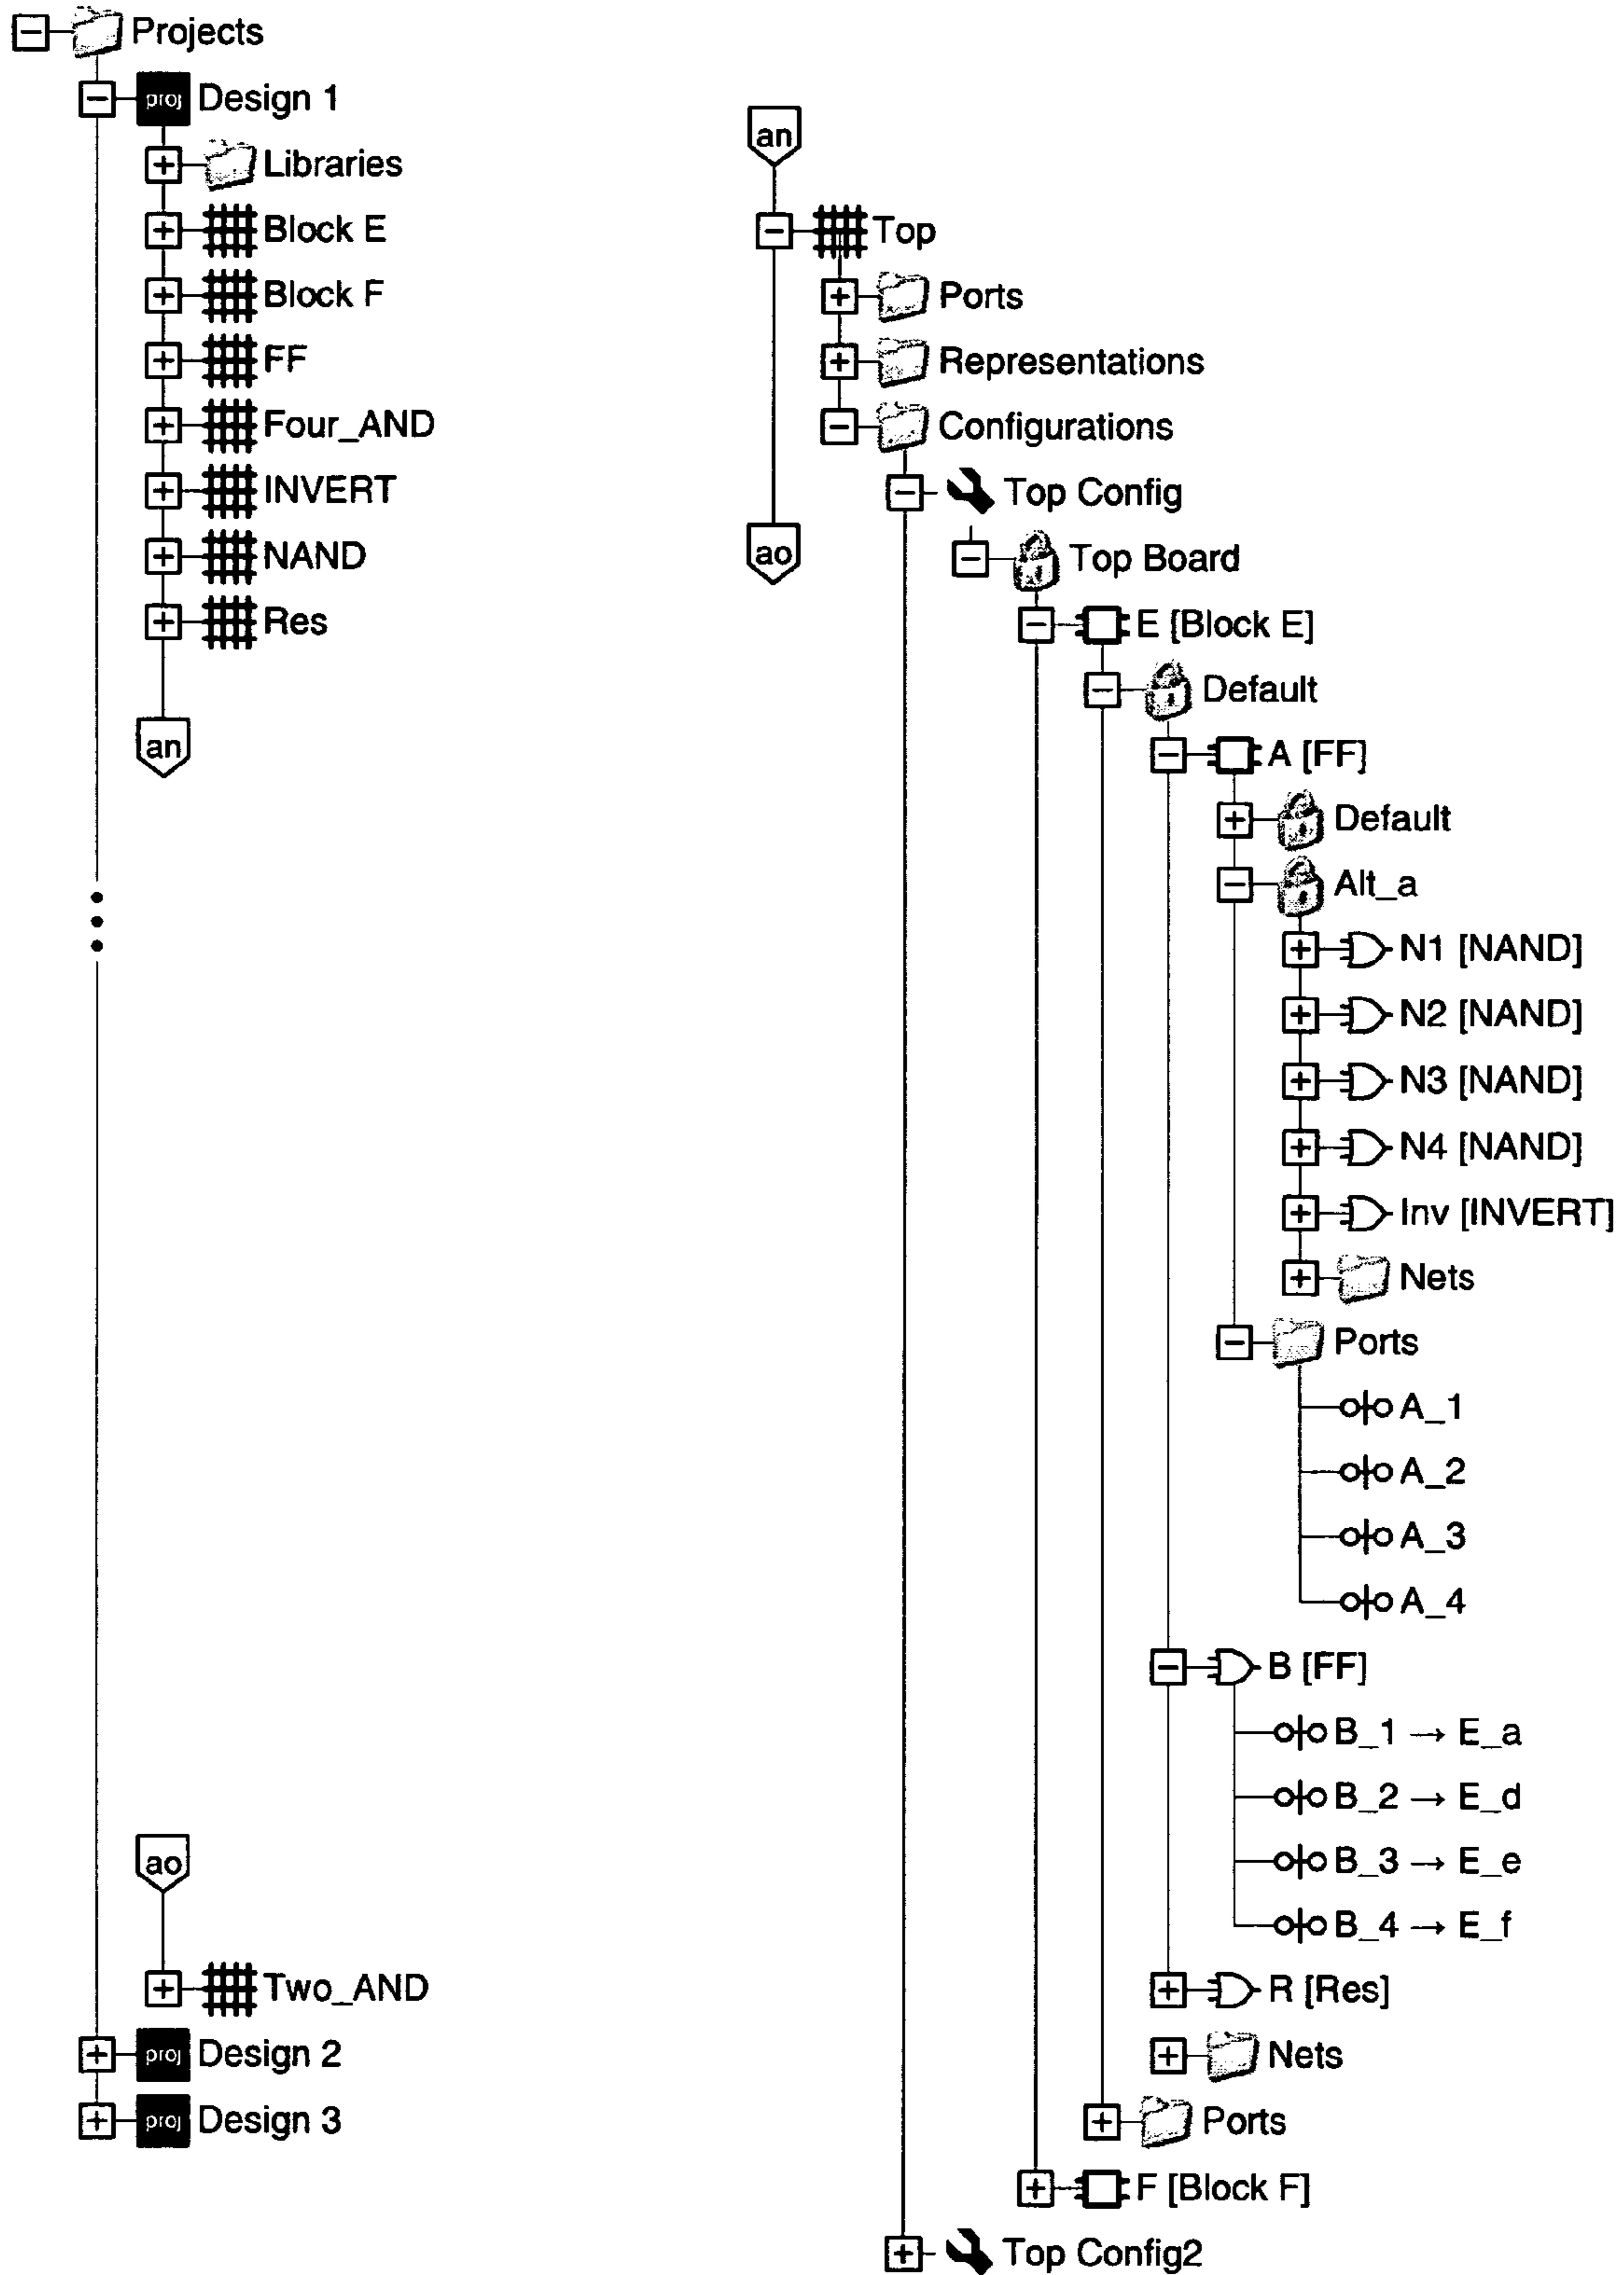 Projects
proj Design 1
Libraries
Block E
Block F
FF
Four_AND
INVERT
NAND
Res
an
ao
Two_AND
proj Design 2
proj Design 3
an
Top
Ports
Representations
Configurations
Top Config
ao
Top Board
E [Block E]
Default
A [FF]
Default
Alt_a
N1 [NAND]
N2 [NAND]
N3 [NAND]
N4 [NAND]
Inv [INVERT]
Nets
Ports
A_1
A_2
A_3
A_4
B [FF]
B_1 → E_a
B_2 → E_d
B_3 → E_e
B_4 → E_f
R [Res]
Nets
Ports
F [Block F]
Top Config2